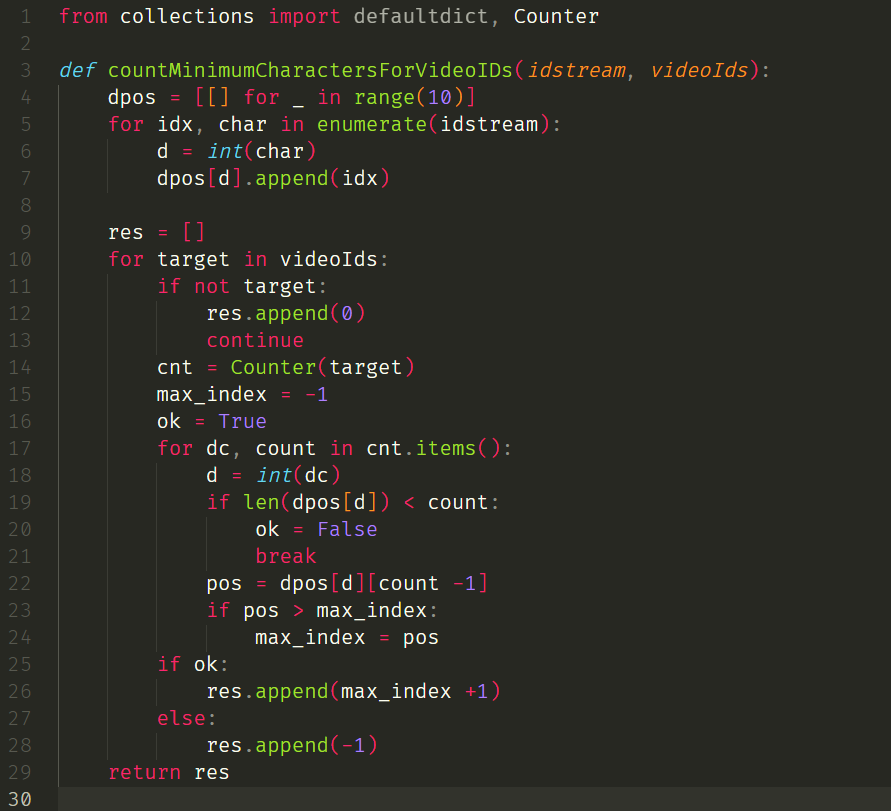 1 from collections import defaultdict, Counter
2
3 def countMinimumCharactersForVideoIDs(idstream, videoIds):
4     dpos = [[] for _ in range(10)]
5     for idx, char in enumerate(idstream):
6         d = int(char)
7         dpos[d].append(idx)
8
9     res = []
10     for target in videoIds:
11         if not target:
12             res.append(0)
13             continue
14         cnt = Counter(target)
15         max_index = -1
16         ok = True
17         for dc, count in cnt.items():
18             d = int(dc)
19             if len(dpos[d]) < count:
20                 ok = False
21                 break
22             pos = dpos[d][count -1]
23             if pos > max_index:
24                 max_index = pos
25         if ok:
26             res.append(max_index +1)
27         else:
28             res.append(-1)
29     return res
30